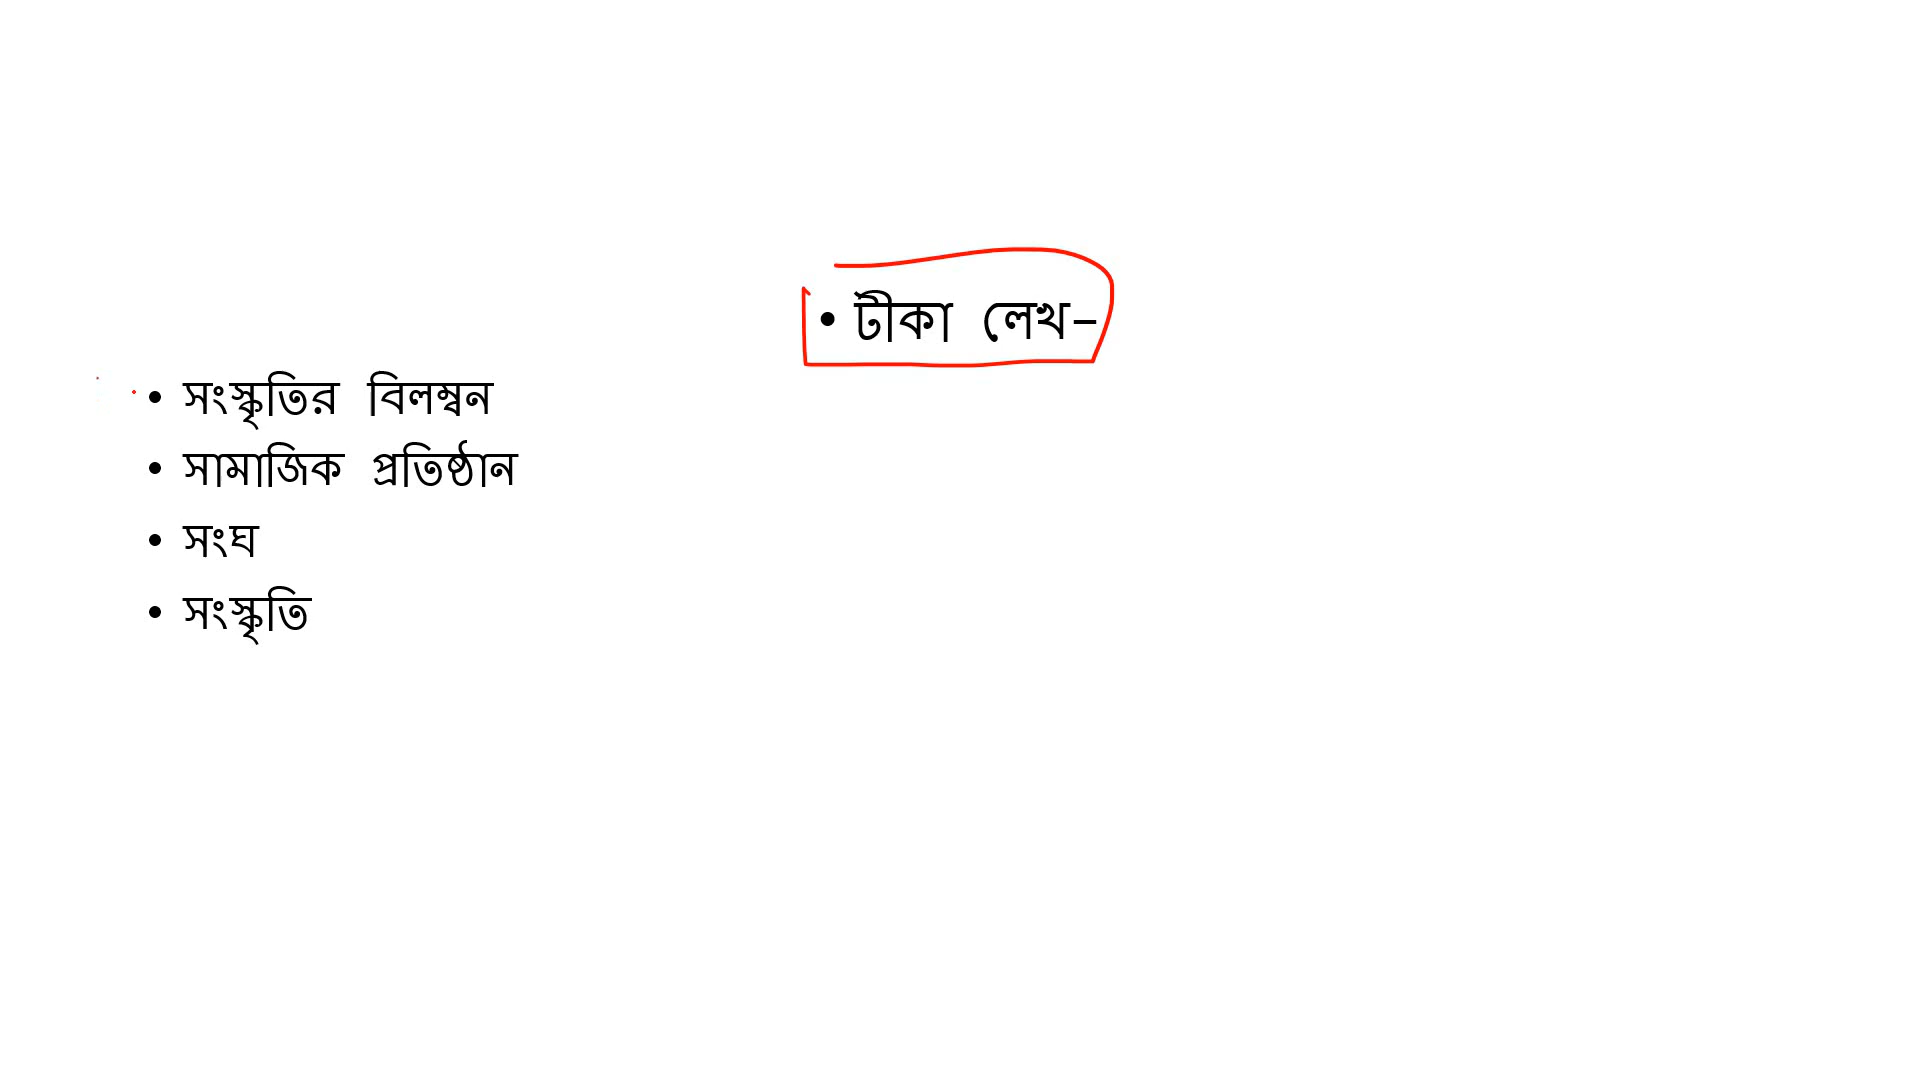 • টীকা লেখ-
• সংস্কৃতির বিলম্বন
• সামাজিক প্রতিষ্ঠান
• সংঘ
• সংস্কৃতি